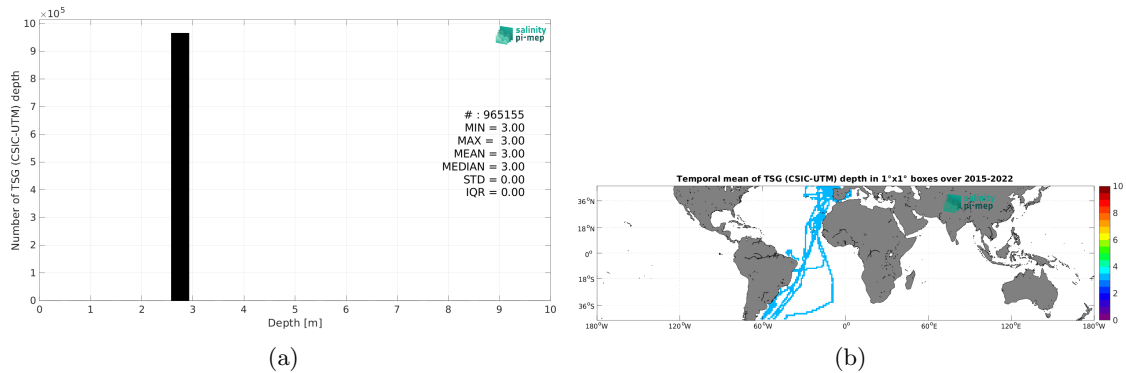 ×10⁵
10
9
8
7
6
5
4
3
2
1
0
Number of TSG (CSIC-UTM) depth
salinity
pi-mep
# : 965155
MIN = 3.00
MAX = 3.00
MEAN = 3.00
MEDIAN = 3.00
STD = 0.00
IQR = 0.00
0 1 2 3 4 5 6 7 8 9 10
Depth [m]
(a)
Temporal mean of TSG (CSIC-UTM) depth in 1°x1° boxes over 2015-2022
salinity
pi-mep
36°N
18°N
0°
18°S
36°S
180°W 120°W 60°W 0° 60°E 120°E 180°W
10
8
6
4
2
0
(b)